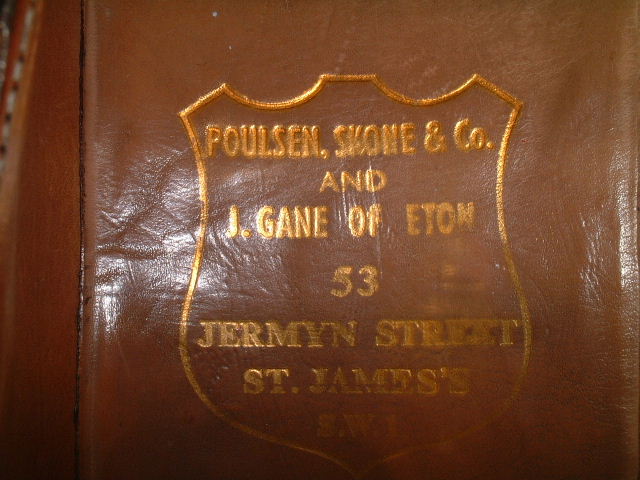 POULSEN, SKONE & Co.
AND
J. GANE OF ETON
53
JERMYN STREET
ST. JAMES'S
S.W.1